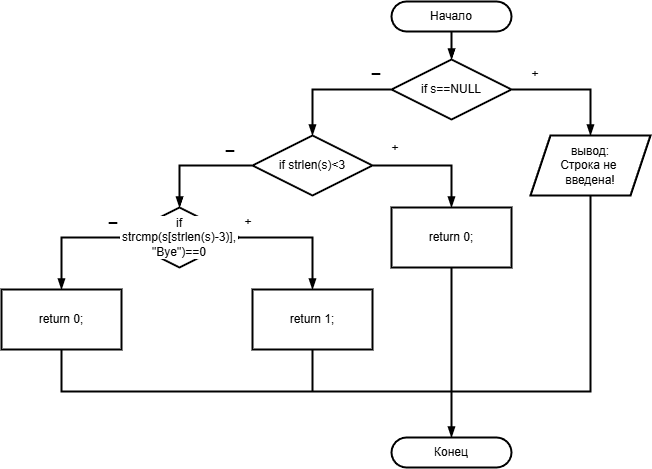 Начало
if s==NULL
–
+
вывод:
Строка не
введена!
if strlen(s)<3
–
+
if
strcmp(s[strlen(s)-3)],
"Bye")==0
–
+
return 0;
return 0;
return 1;
Конец